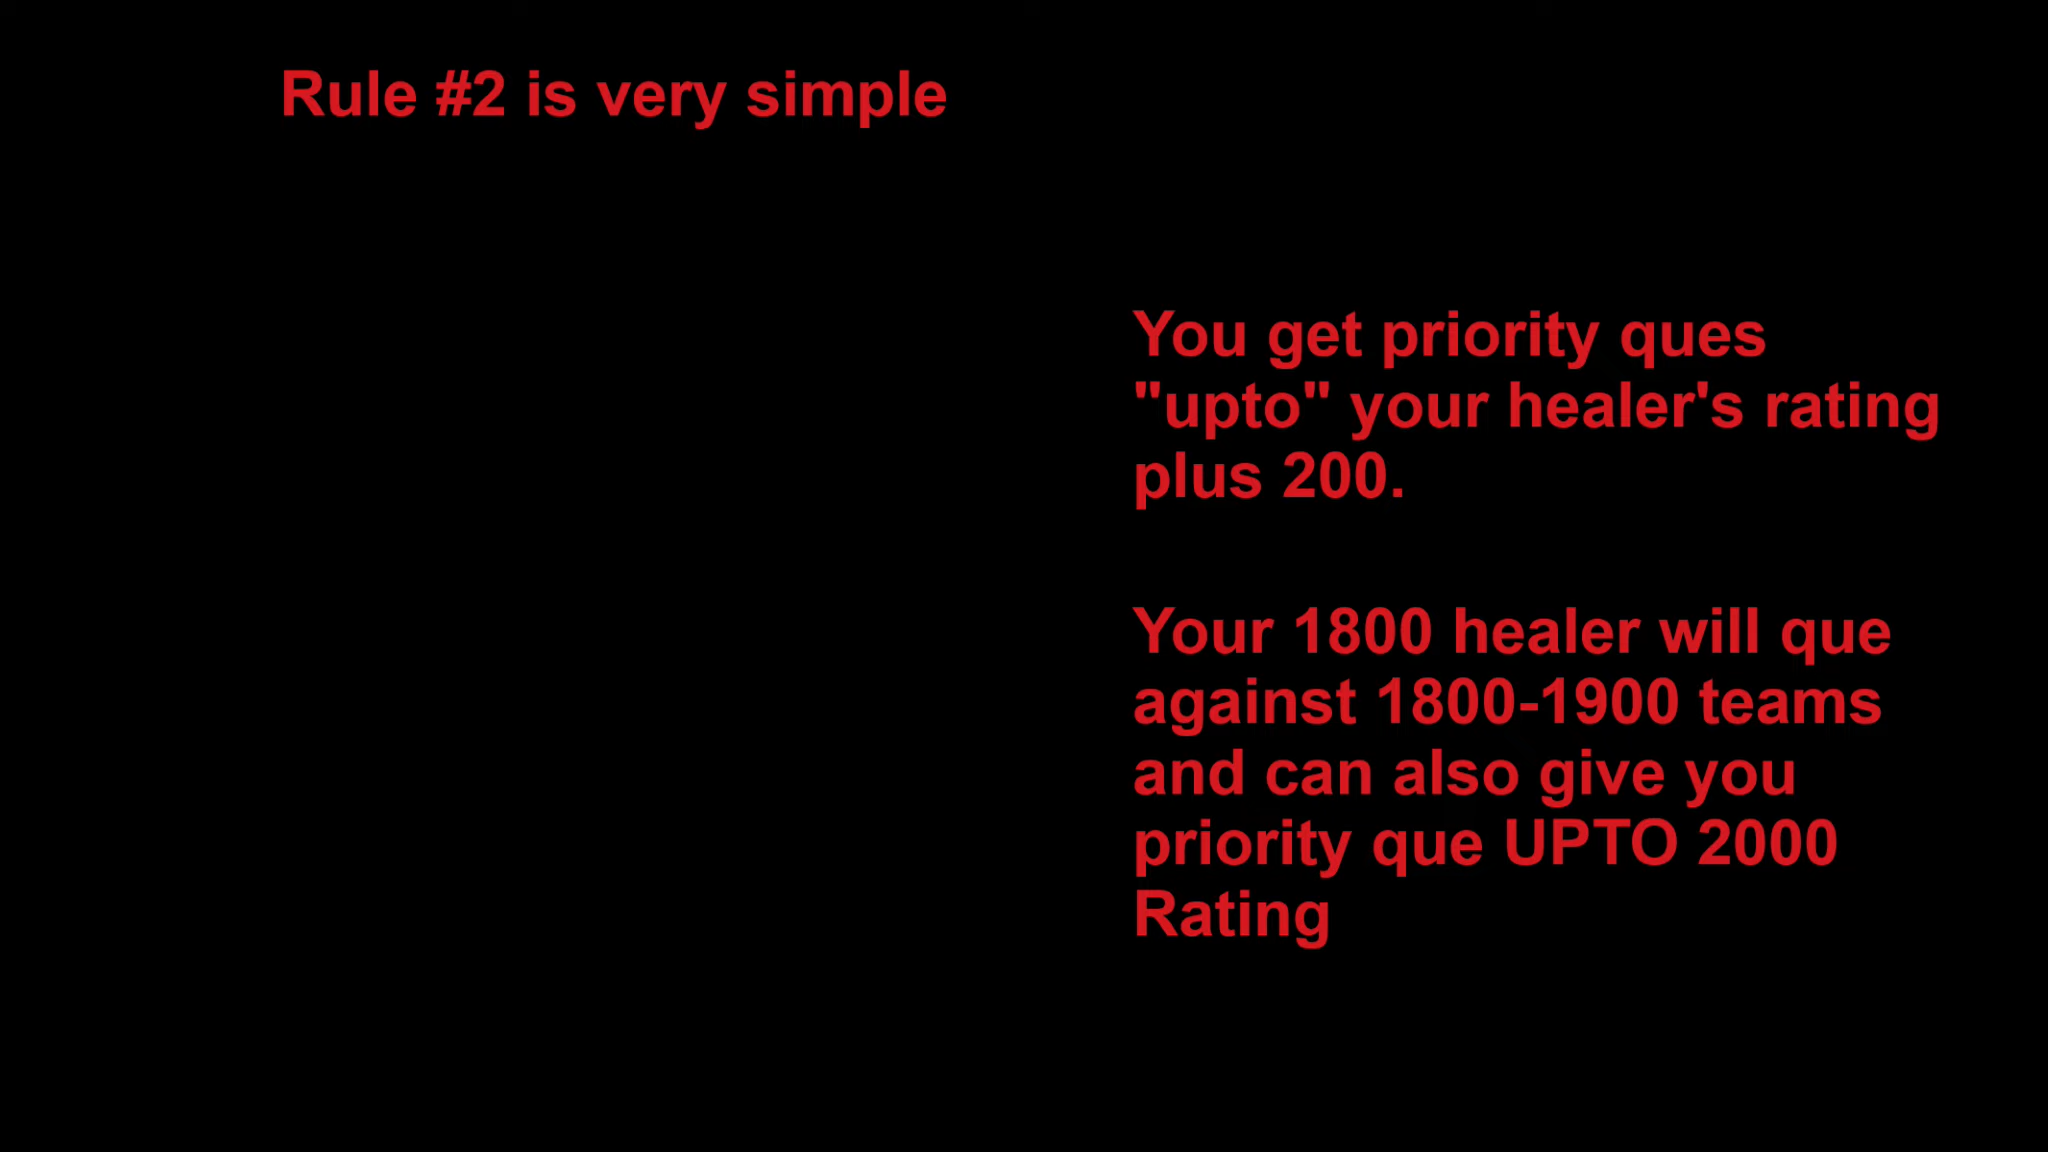 Rule #2 is very simple
You get priority ques
"upto" your healer's rating
plus 200.
Your 1800 healer will que
against 1800-1900 teams
and can also give you
priority que UPTO 2000
Rating